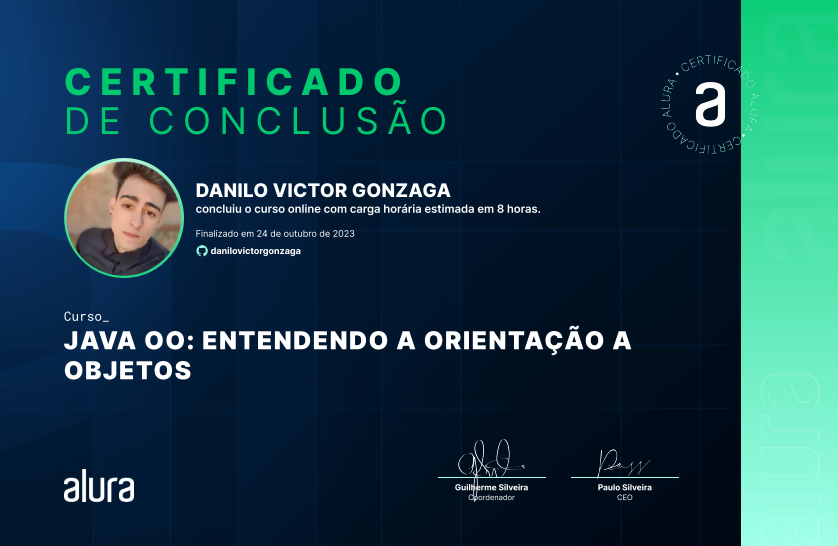 CERTIFICADO
DE CONCLUSÃO
CERTIFICADO ALURA • CERTIFICADO ALURA •
a
DANILO VICTOR GONZAGA
concluiu o curso online com carga horária estimada em 8 horas.
Finalizado em 24 de outubro de 2023
danilovictorgonzaga
Curso_
JAVA OO: ENTENDENDO A ORIENTAÇÃO A
OBJETOS
alura
Guilherme Silveira
Coordenador
Paulo Silveira
CEO
alura
alura